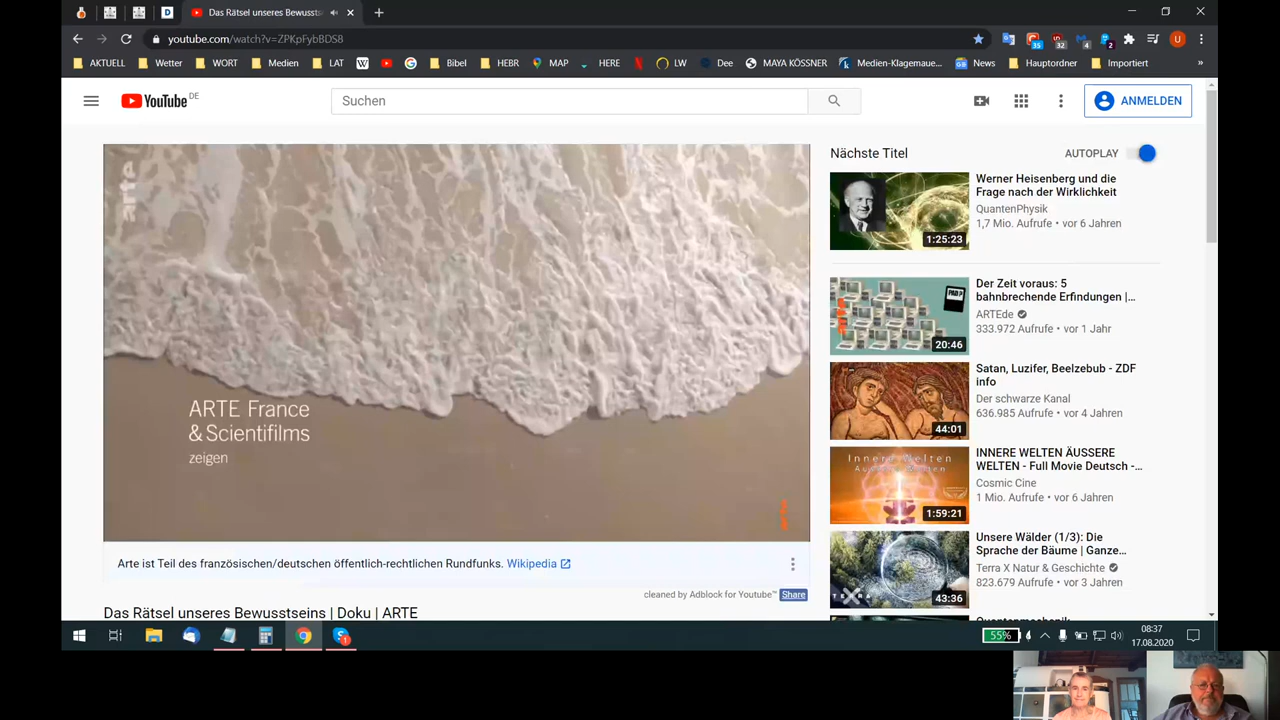 Das Rätsel unseres Bewussts
youtube.com/watch?v=ZPKpFybBDS8
35
32
4
2
U
AKTUELL
Wetter
WORT
Medien
LAT
W
G
Bibel
HEBR
MAP
HERE
LW
Dee
MAYA KÖSSNER
Medien-Klagemaue...
GB News
Hauptordner
Importiert
»
YouTube DE
Suchen
ANMELDEN
arte
ARTE France
& Scientifilms
zeigen
Arte ist Teil des französischen/deutschen öffentlich-rechtlichen Rundfunks. Wikipedia
cleaned by Adblock for Youtube™ Share
Das Rätsel unseres Bewusstseins | Doku | ARTE
Nächste Titel
AUTOPLAY
1:25:23
Werner Heisenberg und die
Frage nach der Wirklichkeit
QuantenPhysik
1,7 Mio. Aufrufe • vor 6 Jahren
20:46
Der Zeit voraus: 5
bahnbrechende Erfindungen |...
ARTEde
333.972 Aufrufe • vor 1 Jahr
44:01
Satan, Luzifer, Beelzebub - ZDF
info
Der schwarze Kanal
636.985 Aufrufe • vor 4 Jahren
Innere Welten
1:59:21
INNERE WELTEN ÄUSSERE
WELTEN - Full Movie Deutsch -...
Cosmic Cine
1 Mio. Aufrufe • vor 6 Jahren
43:36
Unsere Wälder (1/3): Die
Sprache der Bäume | Ganze...
Terra X Natur & Geschichte
823.679 Aufrufe • vor 3 Jahren
55%
08:37
17.08.2020